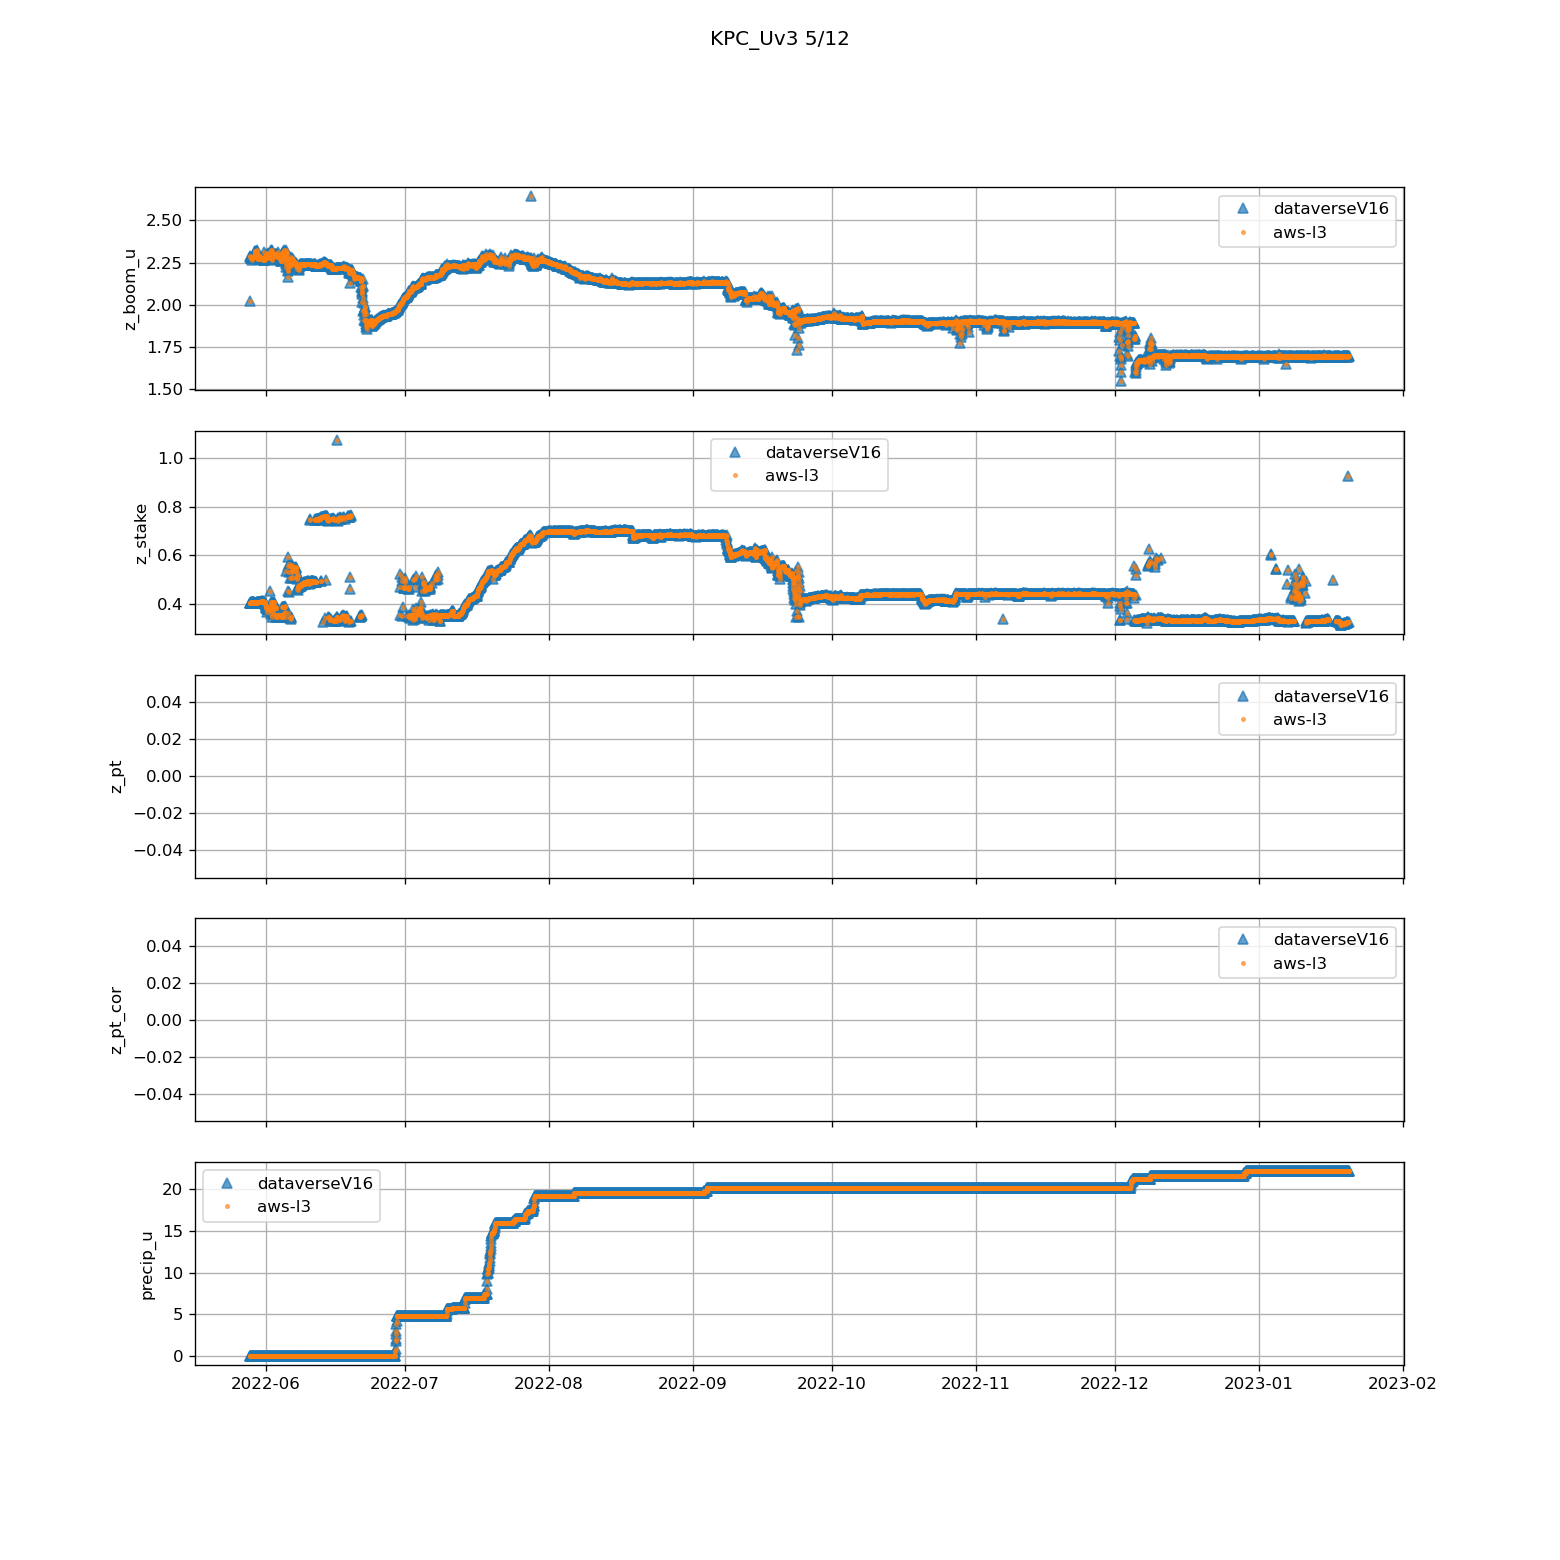 KPC_Uv3 5/12
z_boom_u
2.50
2.25
2.00
1.75
1.50
dataverseV16
aws-l3
z_stake
1.0
0.8
0.6
0.4
dataverseV16
aws-l3
z_pt
0.04
0.02
0.00
−0.02
−0.04
dataverseV16
aws-l3
z_pt_cor
0.04
0.02
0.00
−0.02
−0.04
dataverseV16
aws-l3
precip_u
20
15
10
5
0
dataverseV16
aws-l3
2022-06 2022-07 2022-08 2022-09 2022-10 2022-11 2022-12 2023-01 2023-02